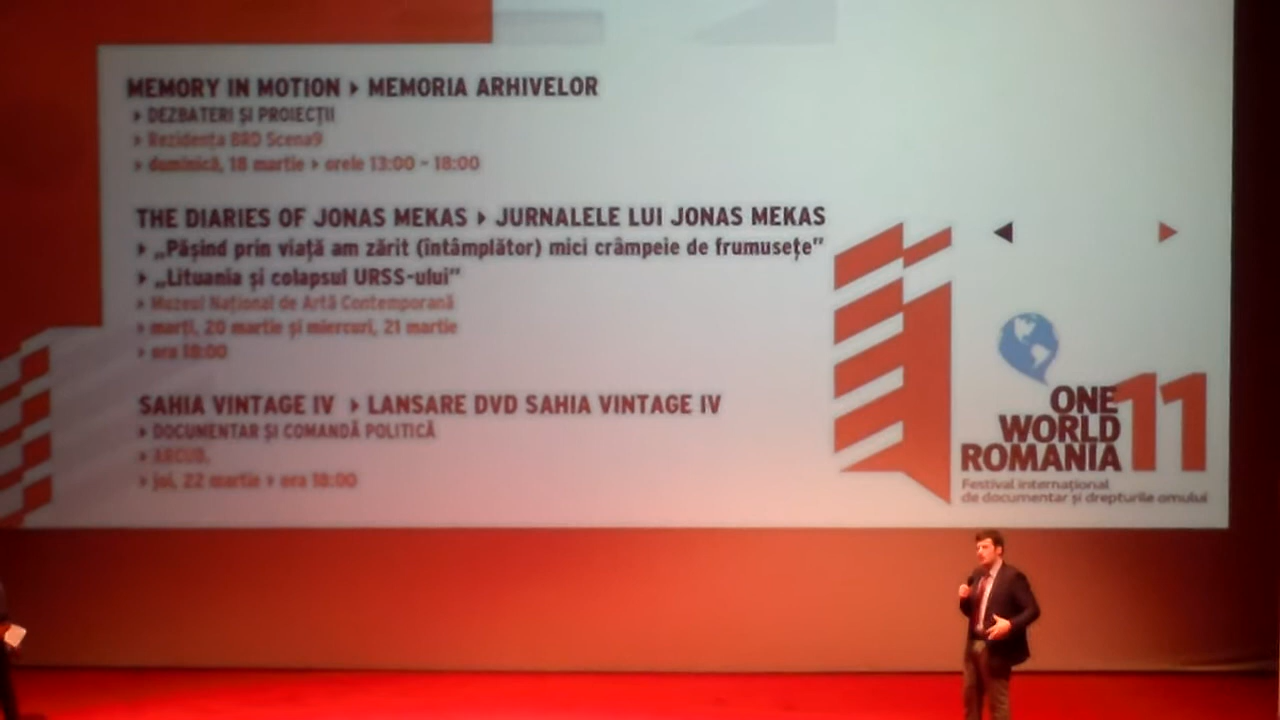 MEMORY IN MOTION ▸ MEMORIA ARHIVELOR
▸ DEZBATERI ȘI PROIECȚII
▸ Rezidența BRD Scena9
▸ duminică, 18 martie ▸ orele 13:00 - 18:00
THE DIARIES OF JONAS MEKAS ▸ JURNALELE LUI JONAS MEKAS
▸ „Pășind prin viață am zărit (întâmplător) mici crâmpeie de frumusețe”
▸ „Lituania și colapsul URSS-ului”
▸ Muzeul Național de Artă Contemporană
▸ marți, 20 martie și miercuri, 21 martie
▸ ora 18:00
SAHIA VINTAGE IV ▸ LANSARE DVD SAHIA VINTAGE IV
▸ DOCUMENTAR ȘI COMANDĂ POLITICĂ
▸ ARCUB,
▸ joi, 22 martie ▸ ora 18:00
ONE WORLD ROMANIA 11
Festival internațional
de documentar și drepturile omului